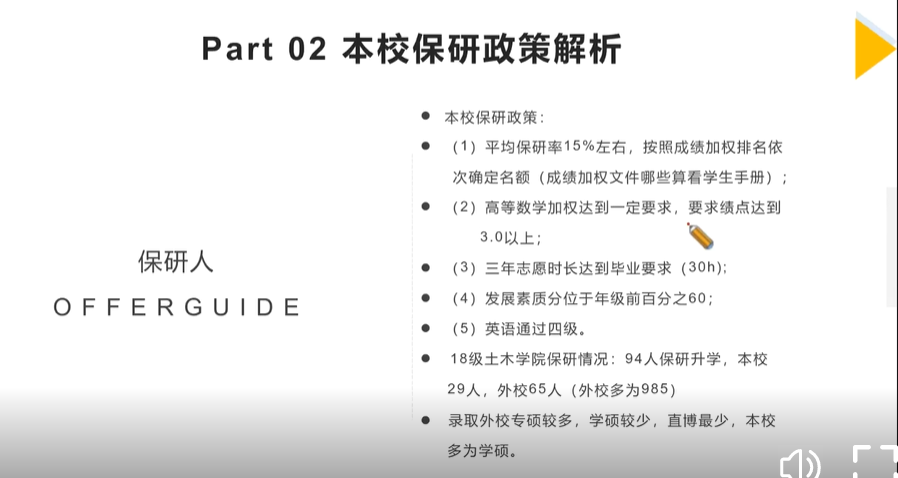 Part 02 本校保研政策解析
保研人
OFFERGUIDE
● 本校保研政策：
● （1）平均保研率15%左右，按照成绩加权排名依
次确定名额（成绩加权文件哪些算看学生手册）；
● （2）高等数学加权达到一定要求，要求绩点达到
3.0以上；
● （3）三年志愿时长达到毕业要求（30h);
● （4）发展素质分位于年级前百分之60；
● （5）英语通过四级。
● 18级土木学院保研情况：94人保研升学，本校
29人，外校65人（外校多为985）
● 录取外校专硕较多，学硕较少，直博最少，本校
多为学硕。